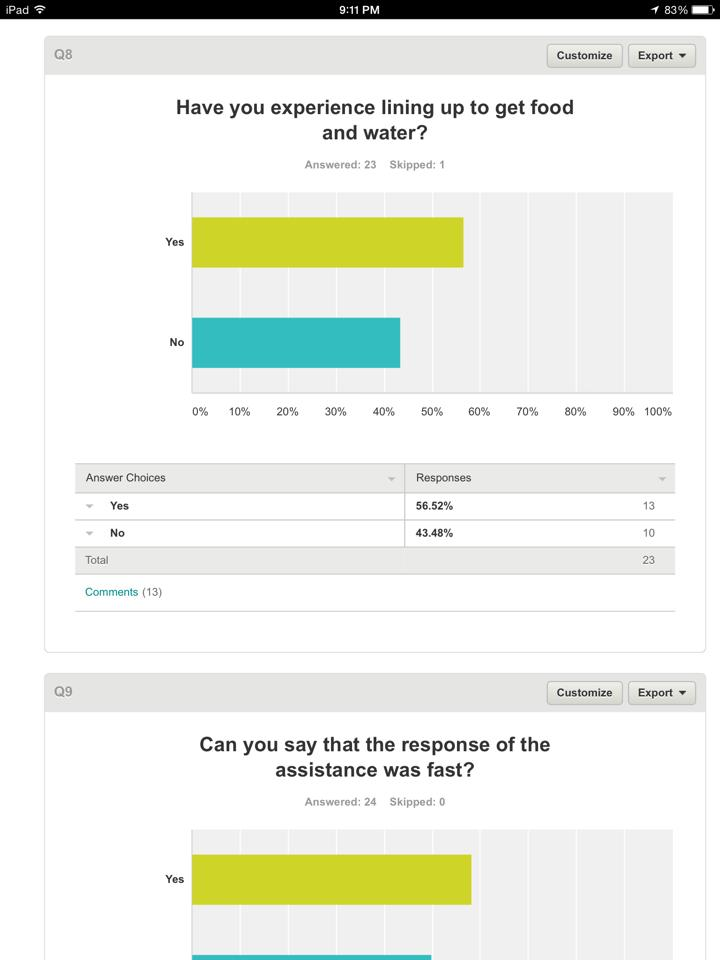 iPad 9:11 PM 83%
Q8 Customize Export
Have you experience lining up to get food
and water?
Answered: 23 Skipped: 1
Yes
No
0% 10% 20% 30% 40% 50% 60% 70% 80% 90% 100%
Answer Choices Responses
Yes 56.52% 13
No 43.48% 10
Total 23
Comments (13)
Q9 Customize Export
Can you say that the response of the
assistance was fast?
Answered: 24 Skipped: 0
Yes